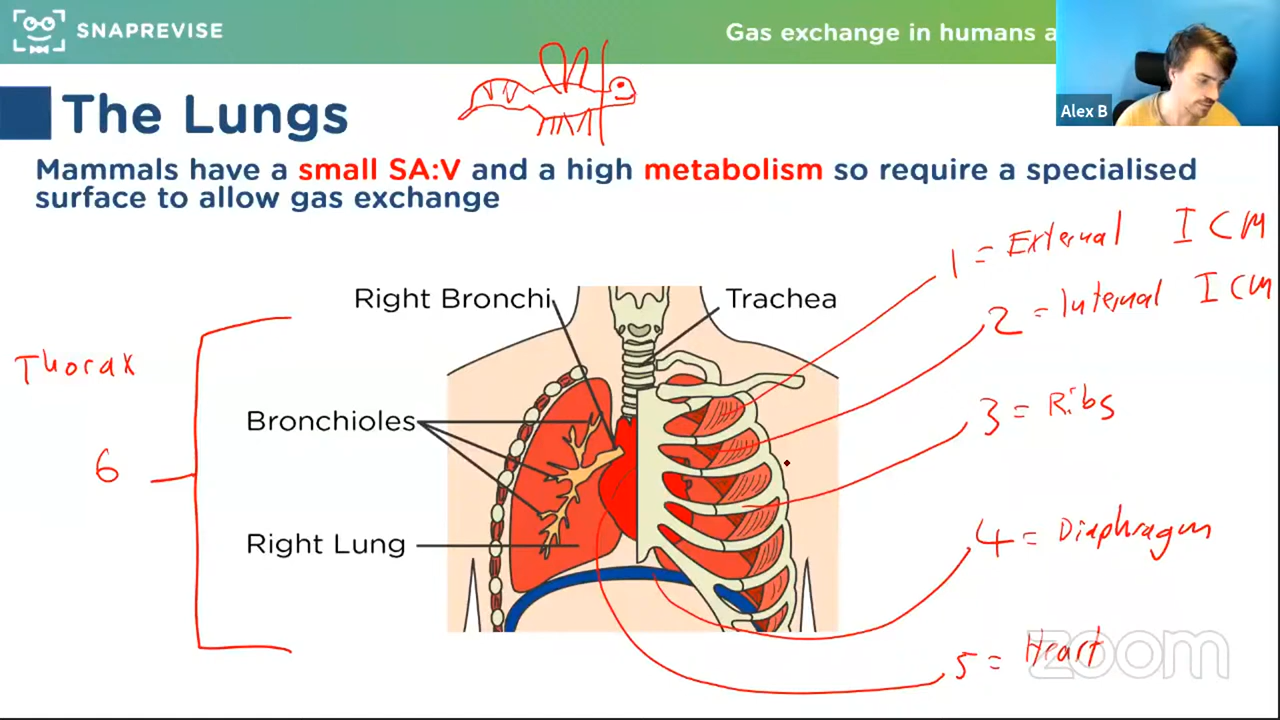 SNAPREVISE
Gas exchange in humans a
Alex B
The Lungs
Mammals have a small SA:V and a high metabolism so require a specialised
surface to allow gas exchange
1 = External ICM
2 = Internal ICM
Right Bronchi
Trachea
Thorax
3 = Ribs
Bronchioles
6
4 = Diaphragm
Right Lung
5 = Heart
zoom